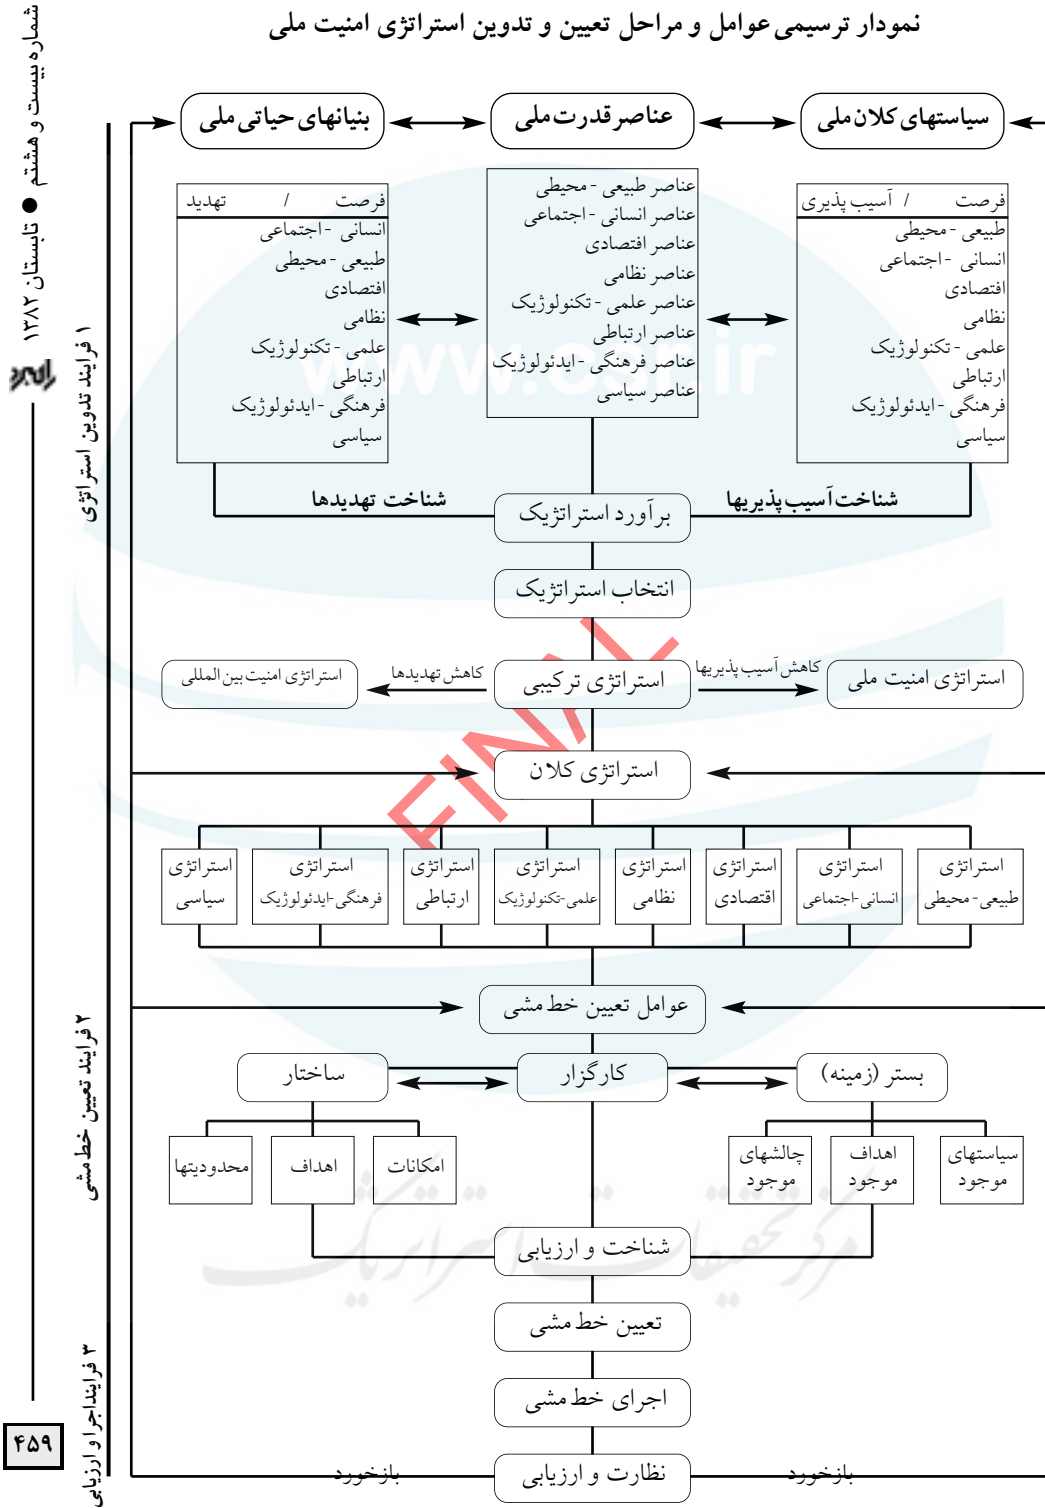 نمودار ترسیمی عوامل و مراحل تعیین و تدوین استراتژی امنیت ملی
سیاستهای کلان ملی
عناصر قدرت ملی
بنیانهای حیاتی ملی
فرصت / آسیب پذیری
طبیعی - محیطی
انسانی - اجتماعی
اقتصادی
نظامی
علمی - تکنولوژیک
ارتباطی
فرهنگی - ایدئولوژیک
سیاسی
عناصر طبیعی - محیطی
عناصر انسانی - اجتماعی
عناصر اقتصادی
عناصر نظامی
عناصر علمی - تکنولوژیک
عناصر ارتباطی
عناصر فرهنگی - ایدئولوژیک
عناصر سیاسی
فرصت / تهدید
انسانی - اجتماعی
طبیعی - محیطی
اقتصادی
نظامی
علمی - تکنولوژیک
ارتباطی
فرهنگی - ایدئولوژیک
سیاسی
www.csr.ir
شناخت آسیب پذیریها
برآورد استراتژیک
شناخت تهدیدها
انتخاب استراتژیک
استراتژی امنیت ملی
کاهش آسیب پذیریها
استراتژی ترکیبی
کاهش تهدیدها
استراتژی امنیت بین المللی
FINAL
استراتژی کلان
استراتژی
طبیعی - محیطی
استراتژی
انسانی-اجتماعی
استراتژی
اقتصادی
استراتژی
نظامی
استراتژی
علمی-تکنولوژیک
استراتژی
ارتباطی
استراتژی
فرهنگی-ایدئولوژیک
استراتژی
سیاسی
عوامل تعیین خط مشی
بستر (زمینه)
کارگزار
ساختار
سیاستهای
موجود
اهداف
موجود
چالشهای
موجود
امکانات
اهداف
محدودیتها
مرکز تحقیقات استراتژیک
شناخت و ارزیابی
تعیین خط مشی
اجرای خط مشی
بازخورد
نظارت و ارزیابی
بازخورد
۱ فرایند تدوین استراتژی
۲ فرایند تعیین خط مشی
۳ فرایند اجرا و ارزیابی
شماره بیست و هشتم ● تابستان ۱۳۸۲
راهبرد
۴۵۹